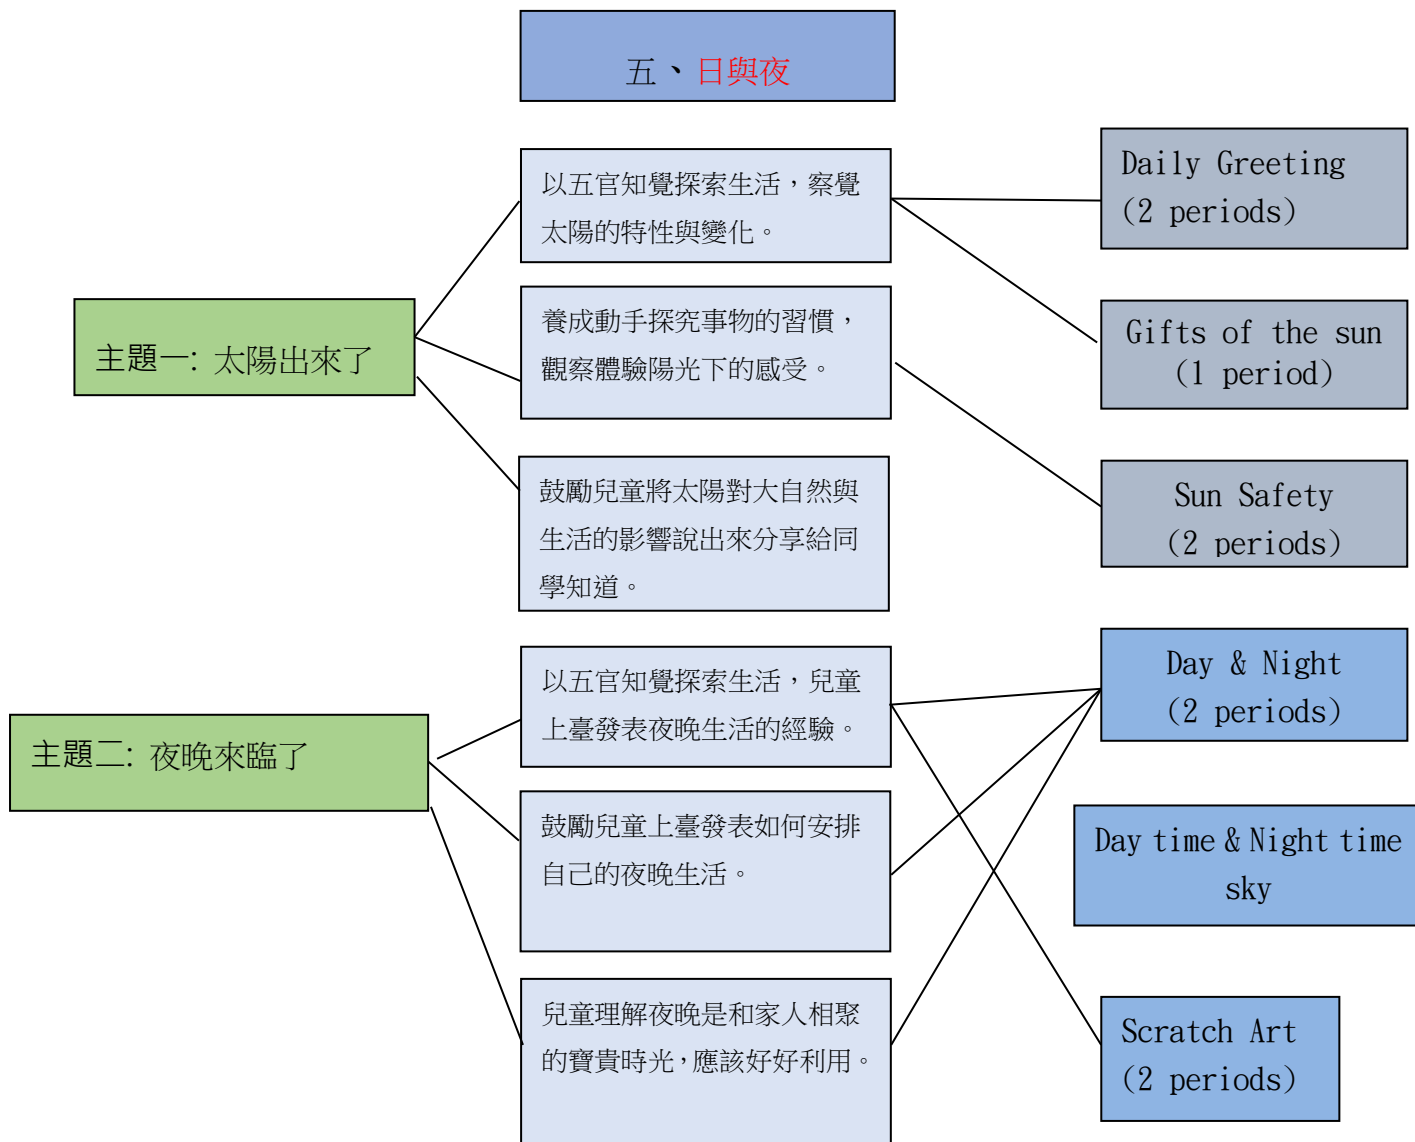 五、日與夜
主題一: 太陽出來了
以五官知覺探索生活，察覺
太陽的特性與變化。
養成動手探究事物的習慣，
觀察體驗陽光下的感受。
鼓勵兒童將太陽對大自然與
生活的影響說出來分享給同
學知道。
Daily Greeting
(2 periods)
Gifts of the sun
(1 period)
Sun Safety
(2 periods)
主題二: 夜晚來臨了
以五官知覺探索生活，兒童
上臺發表夜晚生活的經驗。
鼓勵兒童上臺發表如何安排
自己的夜晚生活。
兒童理解夜晚是和家人相聚
的寶貴時光，應該好好利用。
Day & Night
(2 periods)
Day time & Night time
sky
Scratch Art
(2 periods)